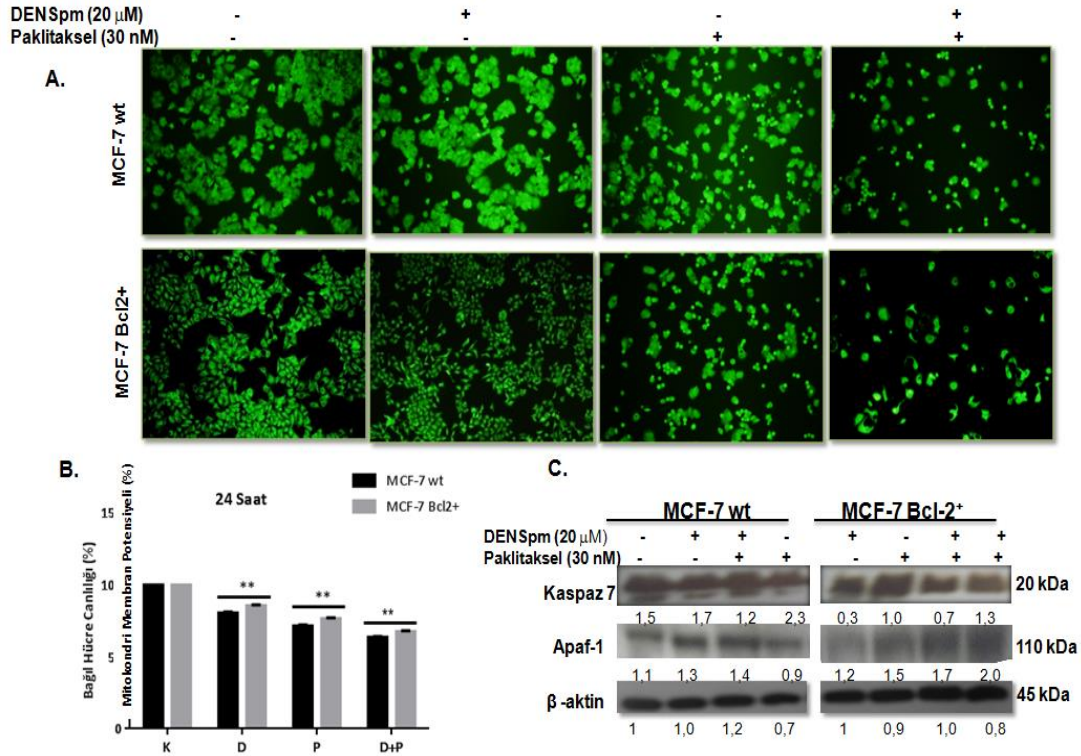 DENSpm (20 μM) - + - +
Paklitaksel (30 nM) - - + +
A.
MCF-7 wt
MCF-7 Bcl2+
B.
24 Saat
MCF-7 wt
MCF-7 Bcl2+
Bağıl Hücre Canlılığı (%)
Mitokondri Membran Potensiyeli (%)
15
10
5
0
** ** **
K D P D+P
C.
MCF-7 wt MCF-7 Bcl-2+
DENSpm (20 μM) - + + - + - + +
Paklitaksel (30 nM) - - + + - + + +
Kaspaz 7 20 kDa
1,5 1,7 1,2 2,3 0,3 1,0 0,7 1,3
Apaf-1 110 kDa
1,1 1,3 1,4 0,9 1,2 1,5 1,7 2,0
β-aktin 45 kDa
1 1,0 1,2 0,7 1 0,9 1,0 0,8